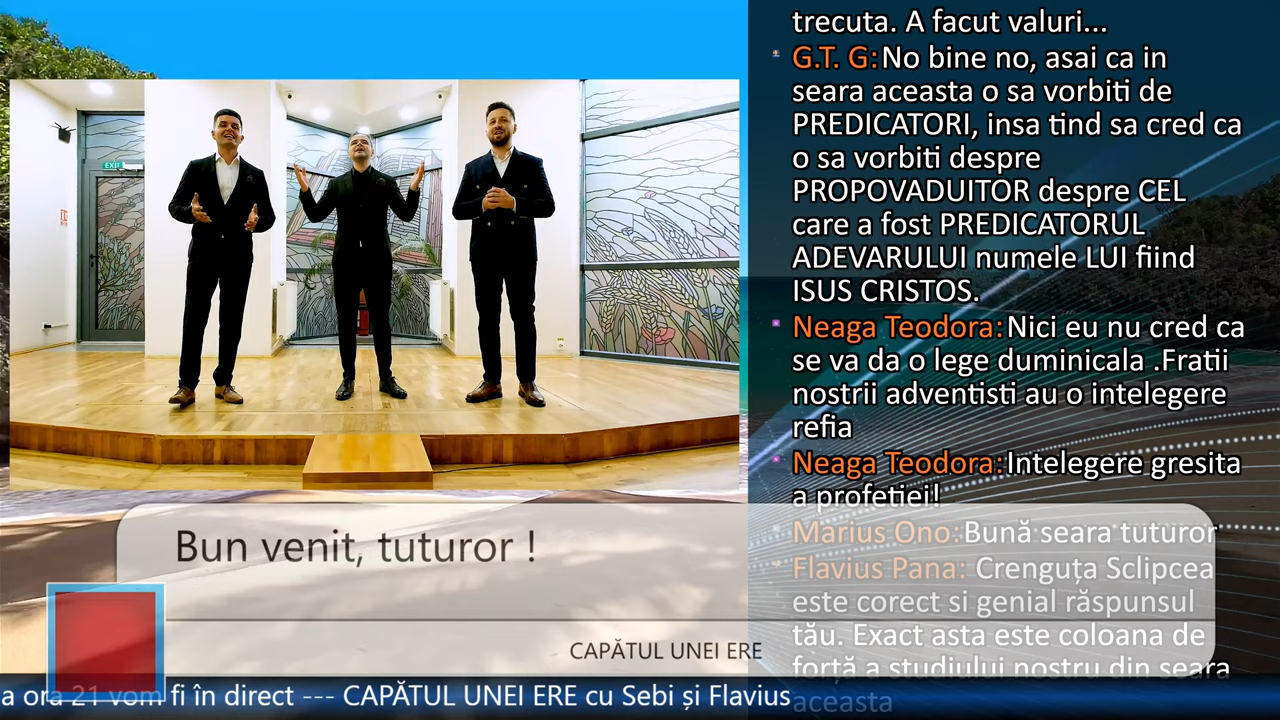 EXIT
trecuta. A facut valuri...
G.T. G: No bine no, asai ca in
seara aceasta o sa vorbiti de
PREDICATORI, insa tind sa cred ca
o sa vorbiti despre
PROPOVADUITOR despre CEL
care a fost PREDICATORUL
ADEVARULUI numele LUI fiind
ISUS CRISTOS.
Neaga Teodora: Nici eu nu cred ca
se va da o lege duminicala .Fratii
nostrii adventisti au o intelegere
refia
Neaga Teodora: Intelegere gresita
a profetiei!
Marius Ono: Bună seara tuturor
Flavius Pana: Crenguța Sclipcea
este corect si genial răspunsul
tău. Exact asta este coloana de
forță a studiului nostru din seara
aceasta
Bun venit, tuturor !
CAPĂTUL UNEI ERE
a ora 21 vom fi în direct --- CAPĂTUL UNEI ERE cu Sebi și Flavius